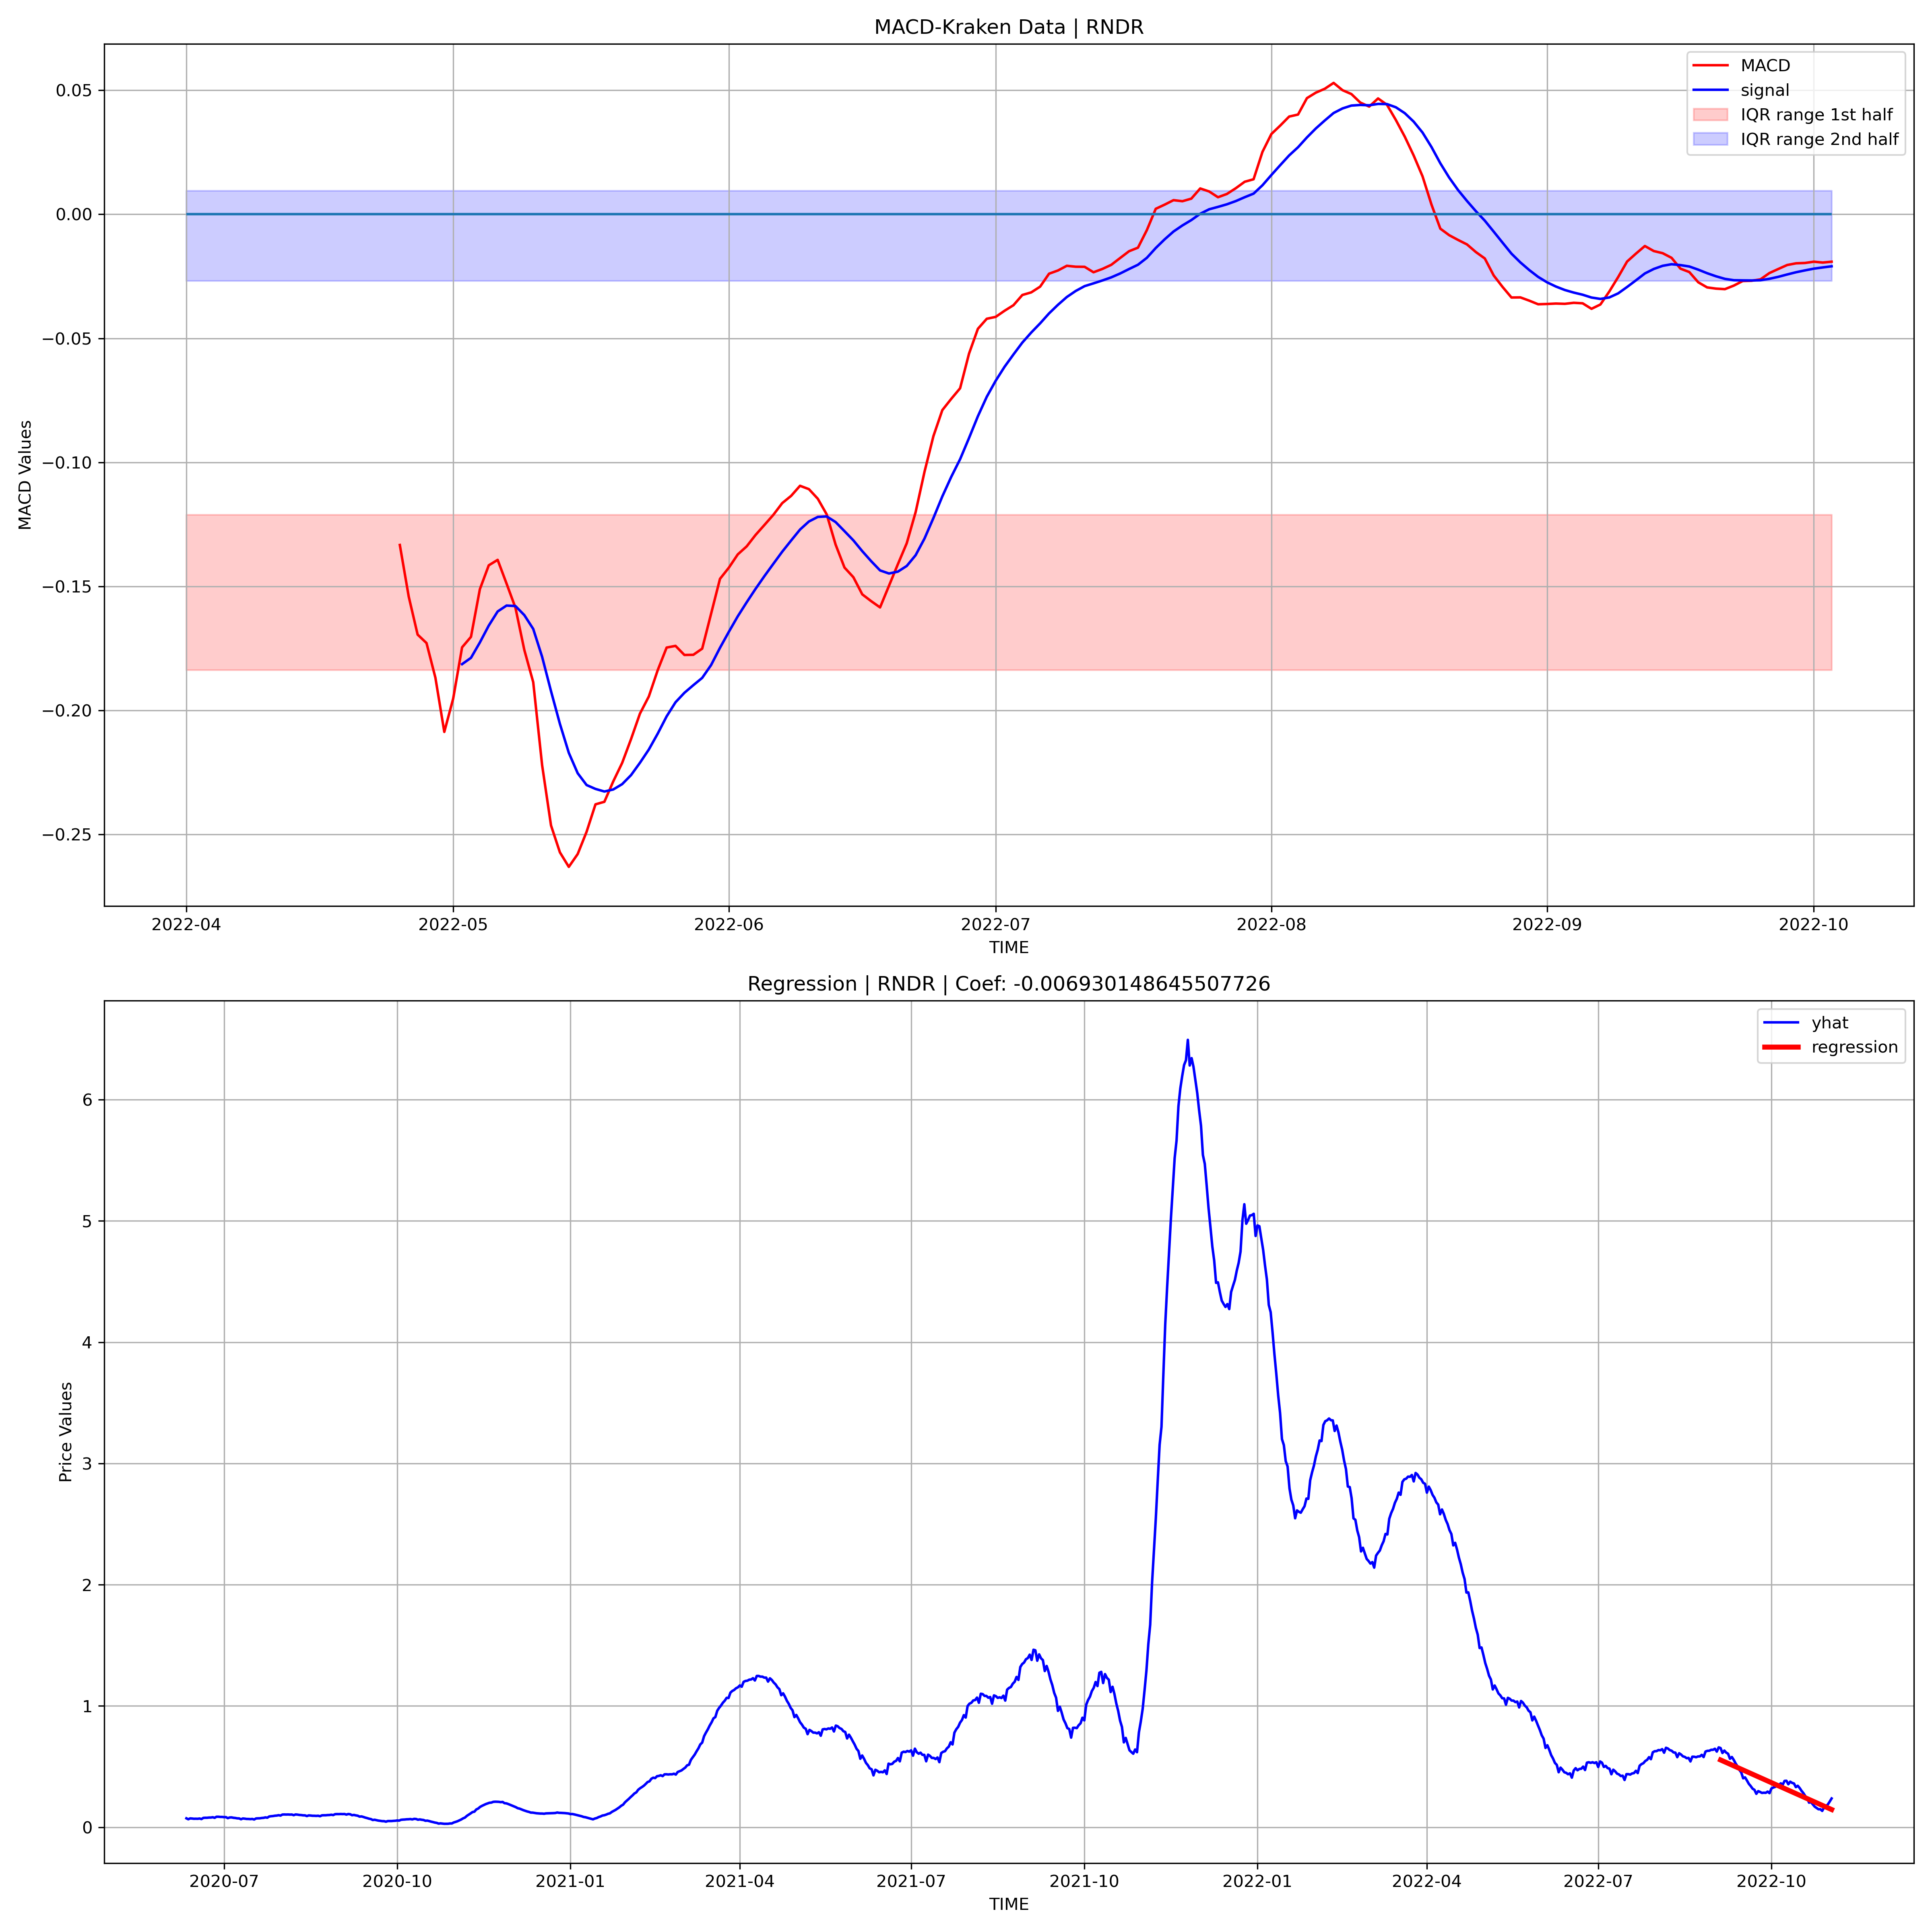 MACD-Kraken Data | RNDR
MACD
signal
IQR range 1st half
IQR range 2nd half
MACD Values
0.05
0.00
−0.05
−0.10
−0.15
−0.20
−0.25
2022-04 2022-05 2022-06 2022-07 2022-08 2022-09 2022-10
TIME
Regression | RNDR | Coef: -0.006930148645507726
yhat
regression
Price Values
6
5
4
3
2
1
0
2020-07 2020-10 2021-01 2021-04 2021-07 2021-10 2022-01 2022-04 2022-07 2022-10
TIME